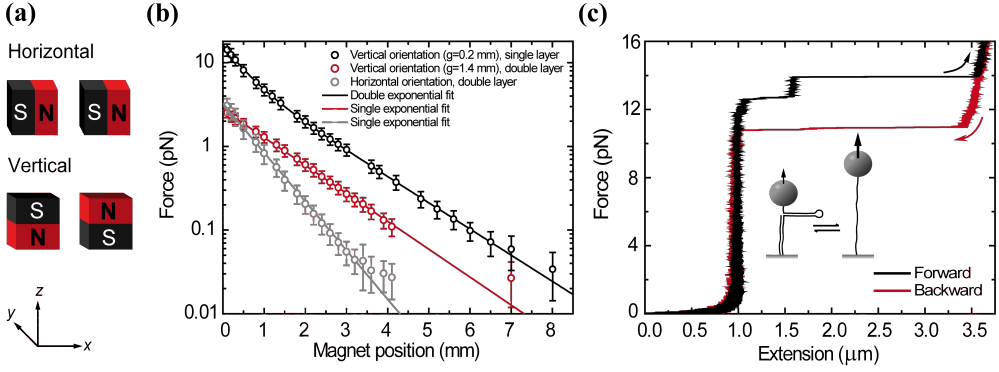 (a)
Horizontal
S N S N
Vertical
S N
N S
z
y
x
(b)
10
1
0.1
0.01
Force (pN)
0 1 2 3 4 5 6 7 8
Magnet position (mm)
Vertical orientation (g=0.2 mm), single layer
Vertical orientation (g=1.4 mm), double layer
Horizontal orientation, double layer
Double exponential fit
Single exponential fit
Single exponential fit
(c)
16
12
8
4
0
Force (pN)
0.0 0.5 1.0 1.5 2.0 2.5 3.0 3.5
Extension (μm)
Forward
Backward